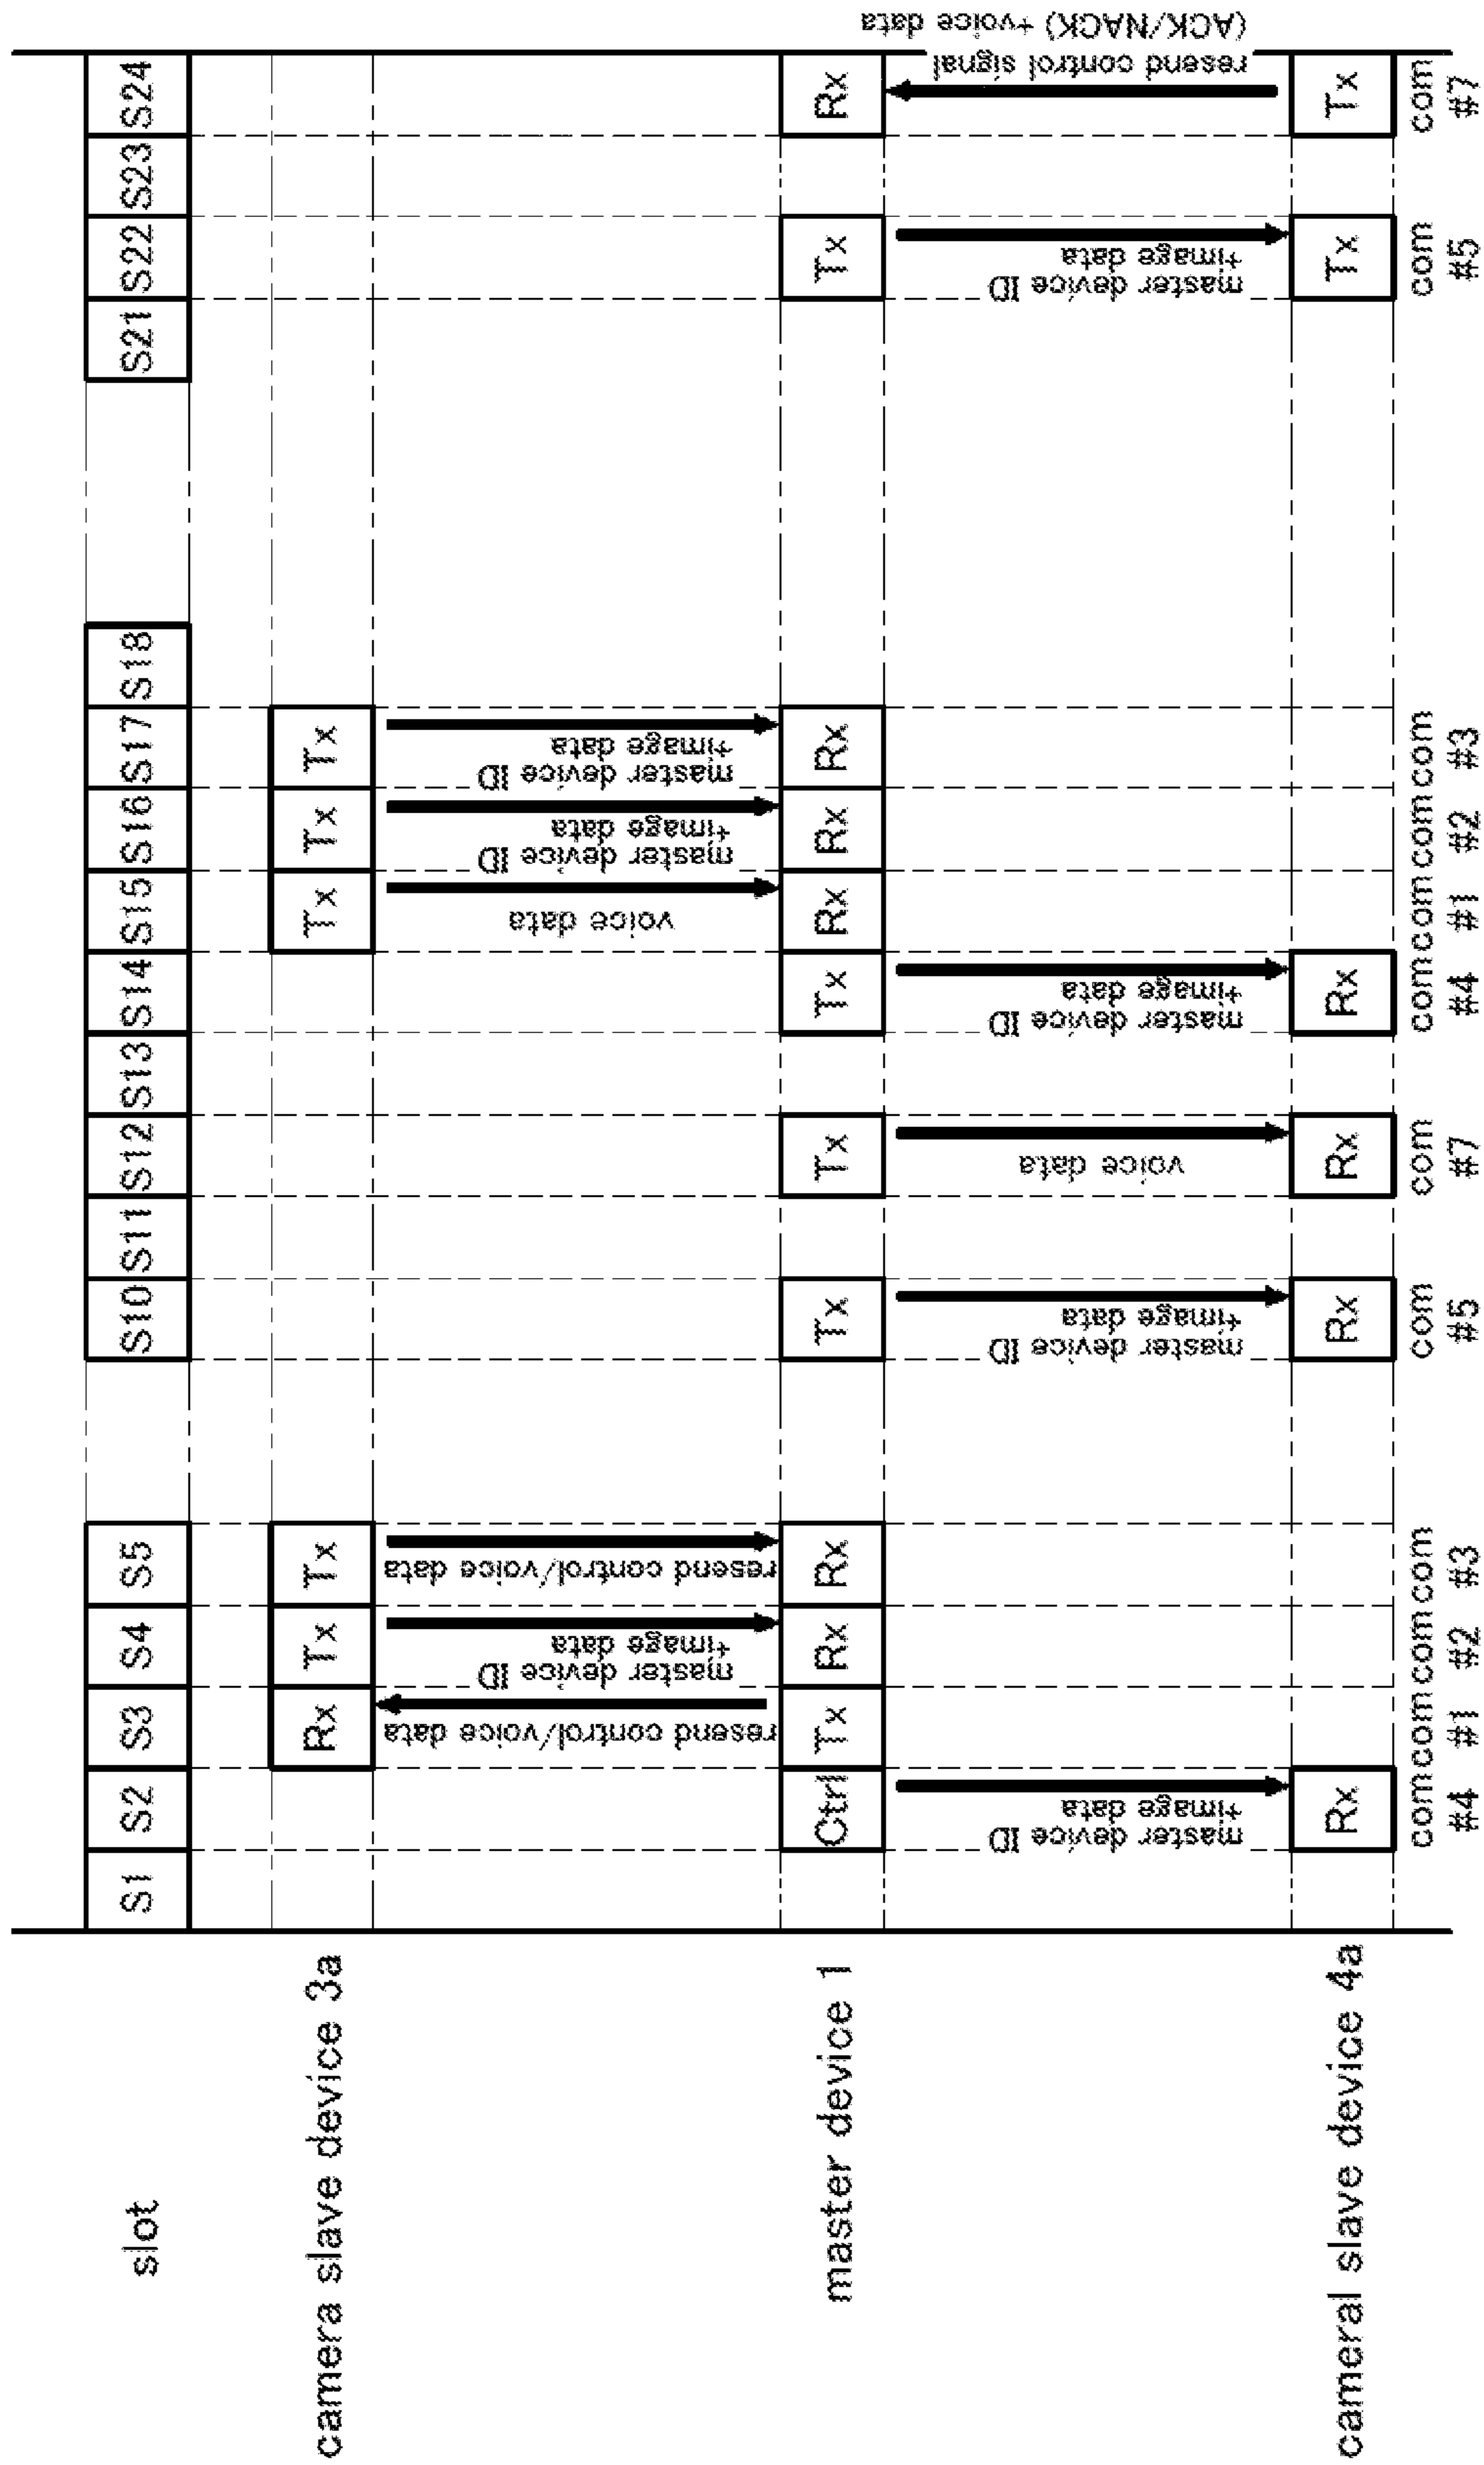 slot
S1
S2
S3
S4
S5
S10
S11
S12
S13
S14
S15
S16
S17
S18
S21
S22
S23
S24
camera slave device 3a
Rx
Tx
Tx
Tx
Tx
Tx
resend control/voice data
master device ID
+image data
resend control/voice data
voice data
master device ID
+image data
master device ID
+image data
master device 1
Ctrl
Tx
Rx
Rx
Tx
Tx
Tx
Rx
Rx
Rx
Tx
Rx
master device ID
+image data
master device ID
+image data
voice data
master device ID
+image data
master device ID
+image data
resend control signal
(ACK/NACK) +voice data
cameral slave device 4a
Rx
Rx
Rx
Rx
Tx
Tx
com
#4
com
#1
com
#2
com
#3
com
#5
com
#7
com
#4
com
#1
com
#2
com
#3
com
#5
com
#7